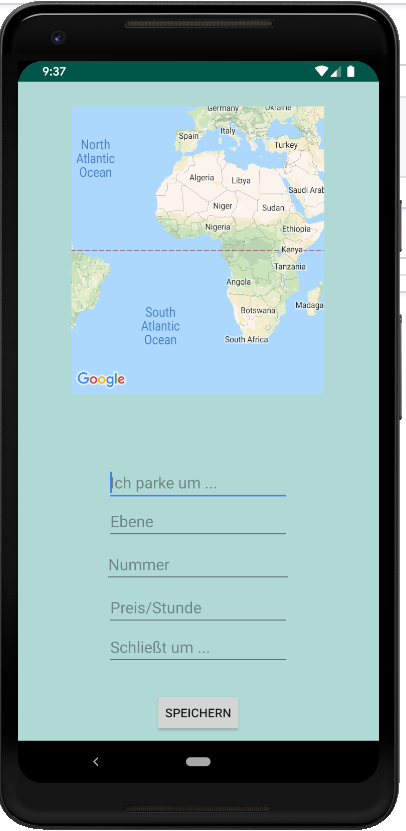 9:37
Germany
Ukraine
Spain
Italy
Turkey
North
Atlantic
Ocean
Algeria
Libya
Saudi Arab
Niger
Sudan
Nigeria
Ethiopia
Kenya
Tanzania
Angola
South
Atlantic
Ocean
Botswana
Madaga
South Africa
Google
Ich parke um ...
Ebene
Nummer
Preis/Stunde
Schließt um ...
SPEICHERN